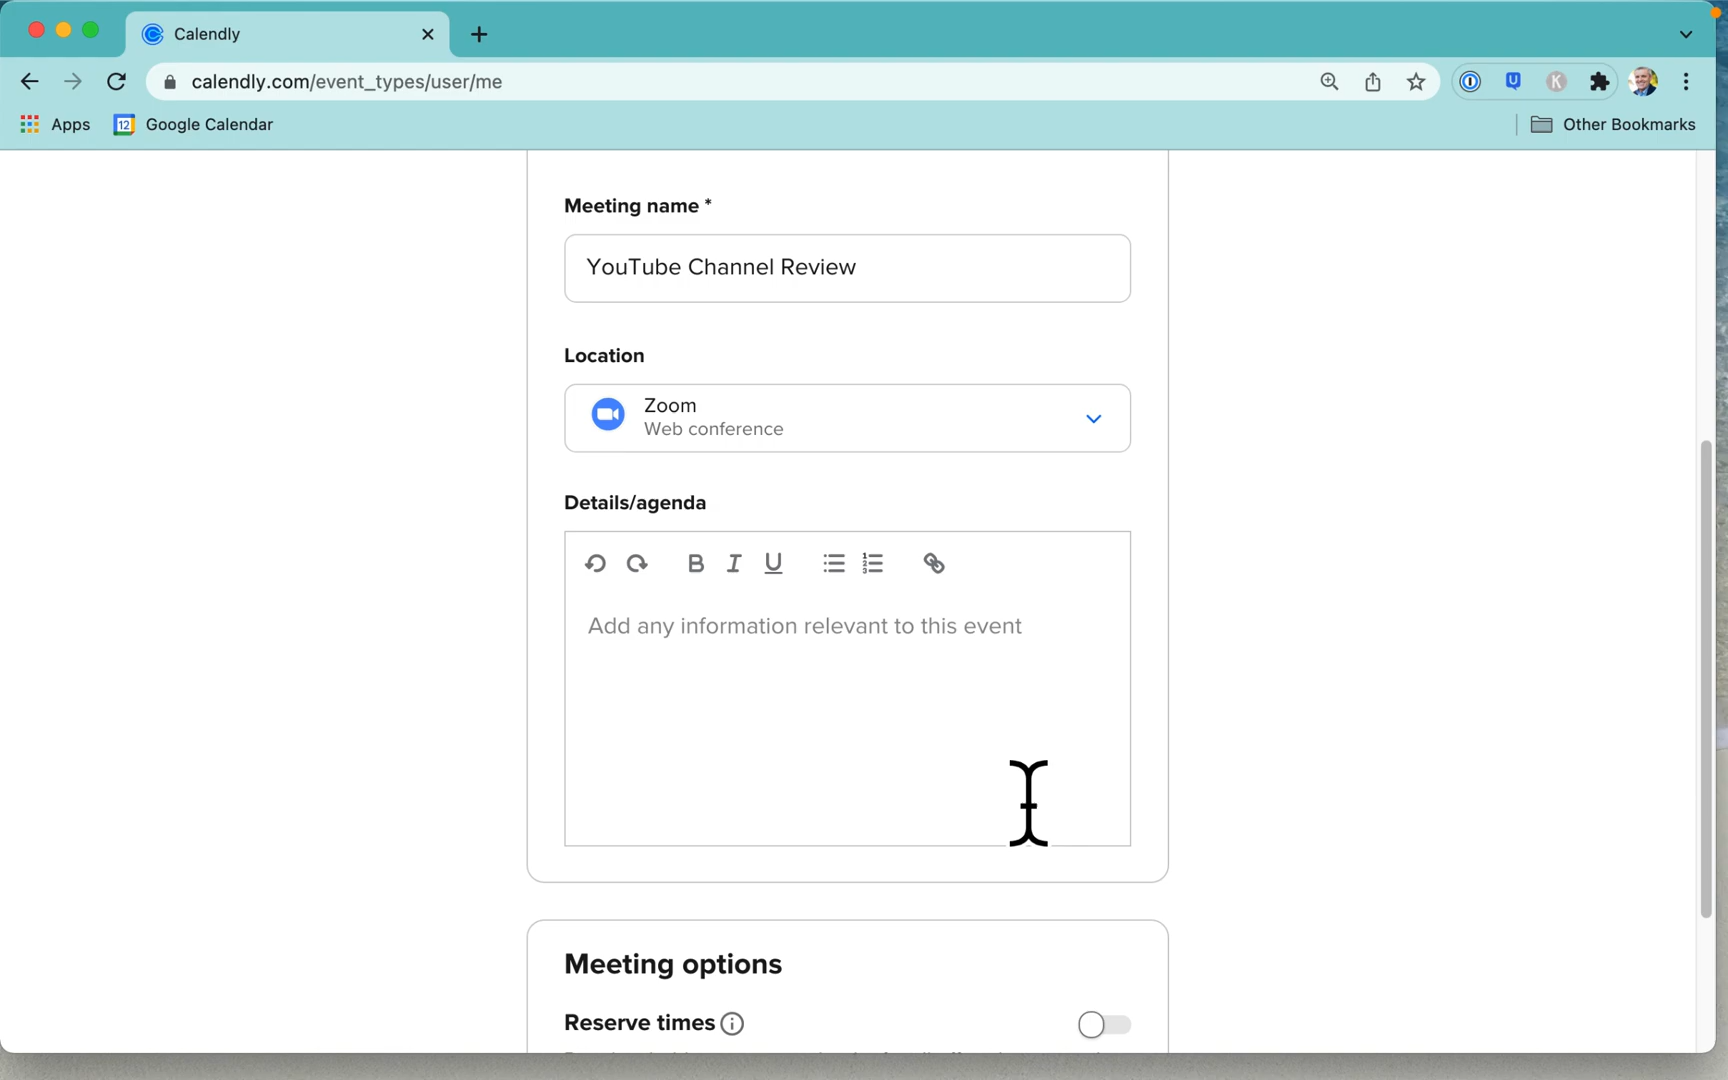 Calendly
calendly.com/event_types/user/me
Apps
12
Google Calendar
Other Bookmarks
Meeting name *
YouTube Channel Review
Location
Zoom
Web conference
Details/agenda
B I U
Add any information relevant to this event
Meeting options
Reserve times